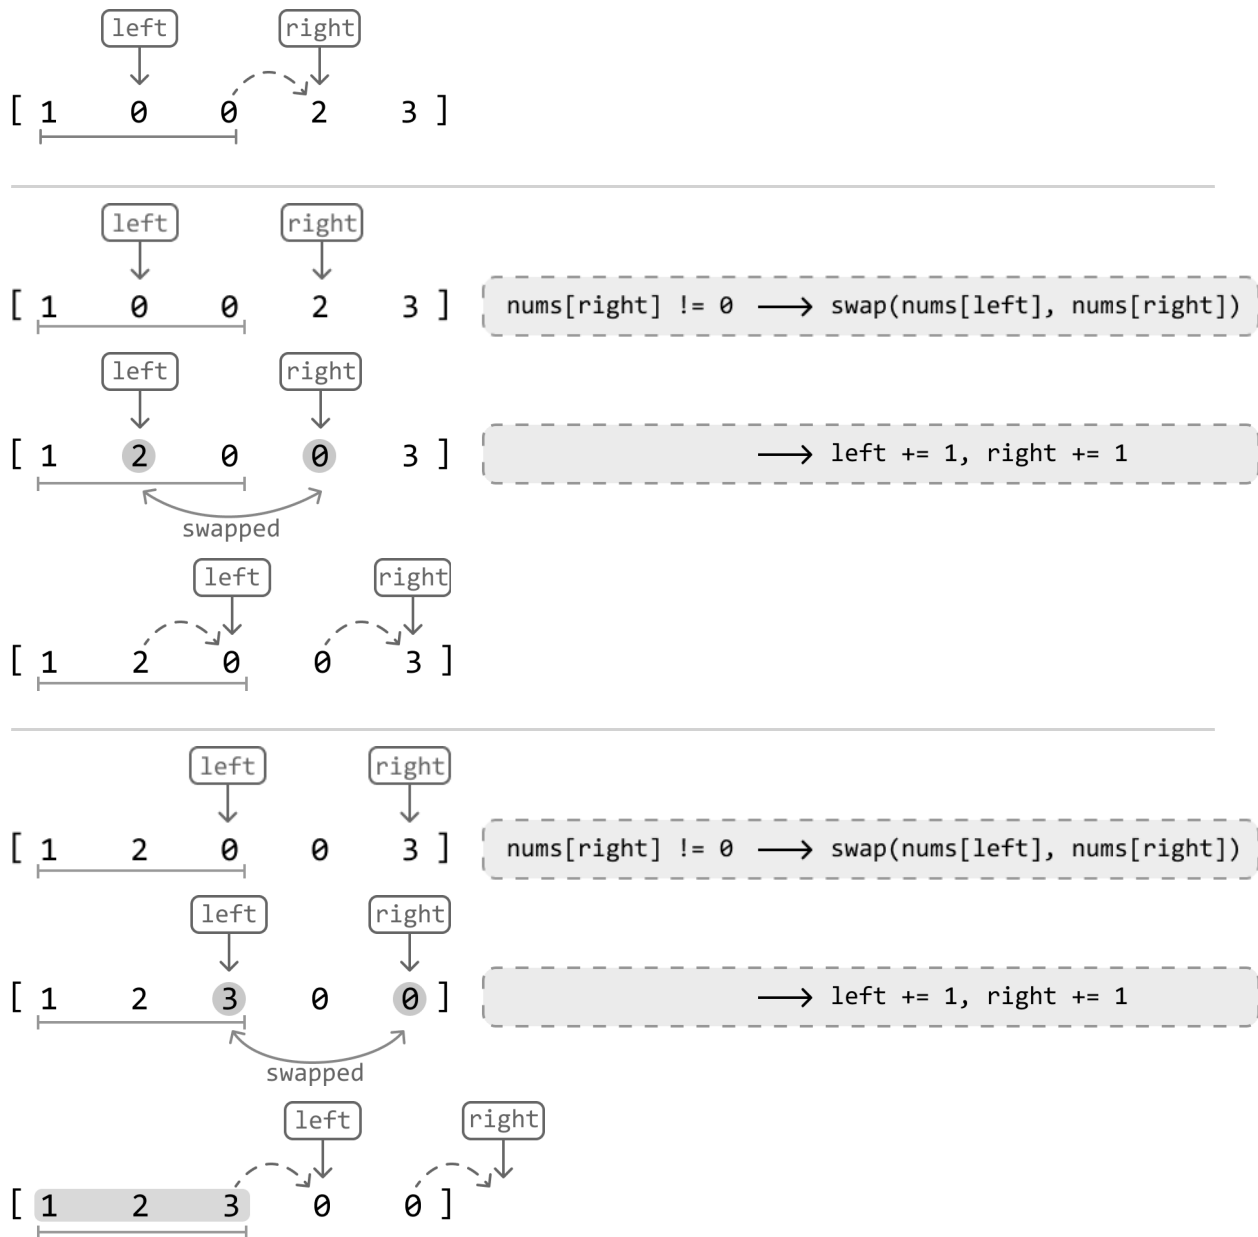 left right
[ 1 0 0 2 3 ]
left right
[ 1 0 0 2 3 ] nums[right] != 0 ⟶ swap(nums[left], nums[right])
left right
[ 1 2 0 0 3 ] ⟶ left += 1, right += 1
swapped
left right
[ 1 2 0 0 3 ]
left right
[ 1 2 0 0 3 ] nums[right] != 0 ⟶ swap(nums[left], nums[right])
left right
[ 1 2 3 0 0 ] ⟶ left += 1, right += 1
swapped
left right
[ 1 2 3 0 0 ]